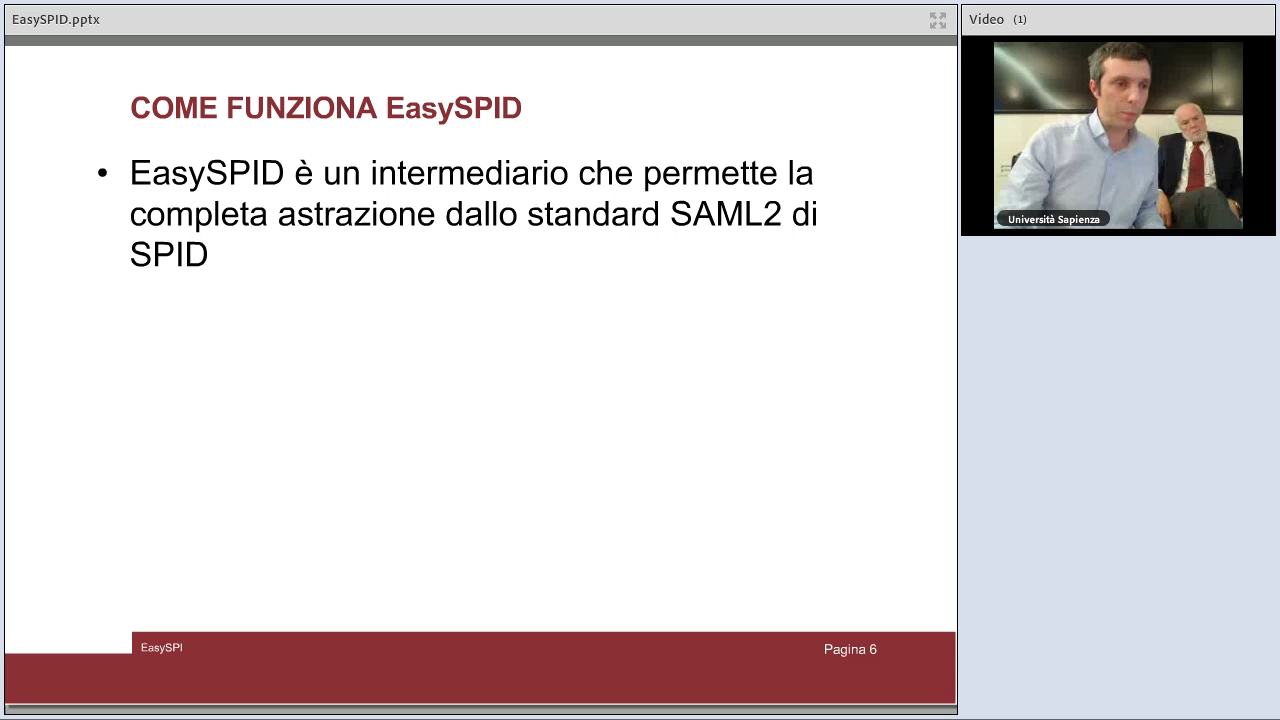 EasySPID.pptx
Video (1)
COME FUNZIONA EasySPID
• EasySPID è un intermediario che permette la
completa astrazione dallo standard SAML2 di
SPID
Università Sapienza
EasySPI
Pagina 6